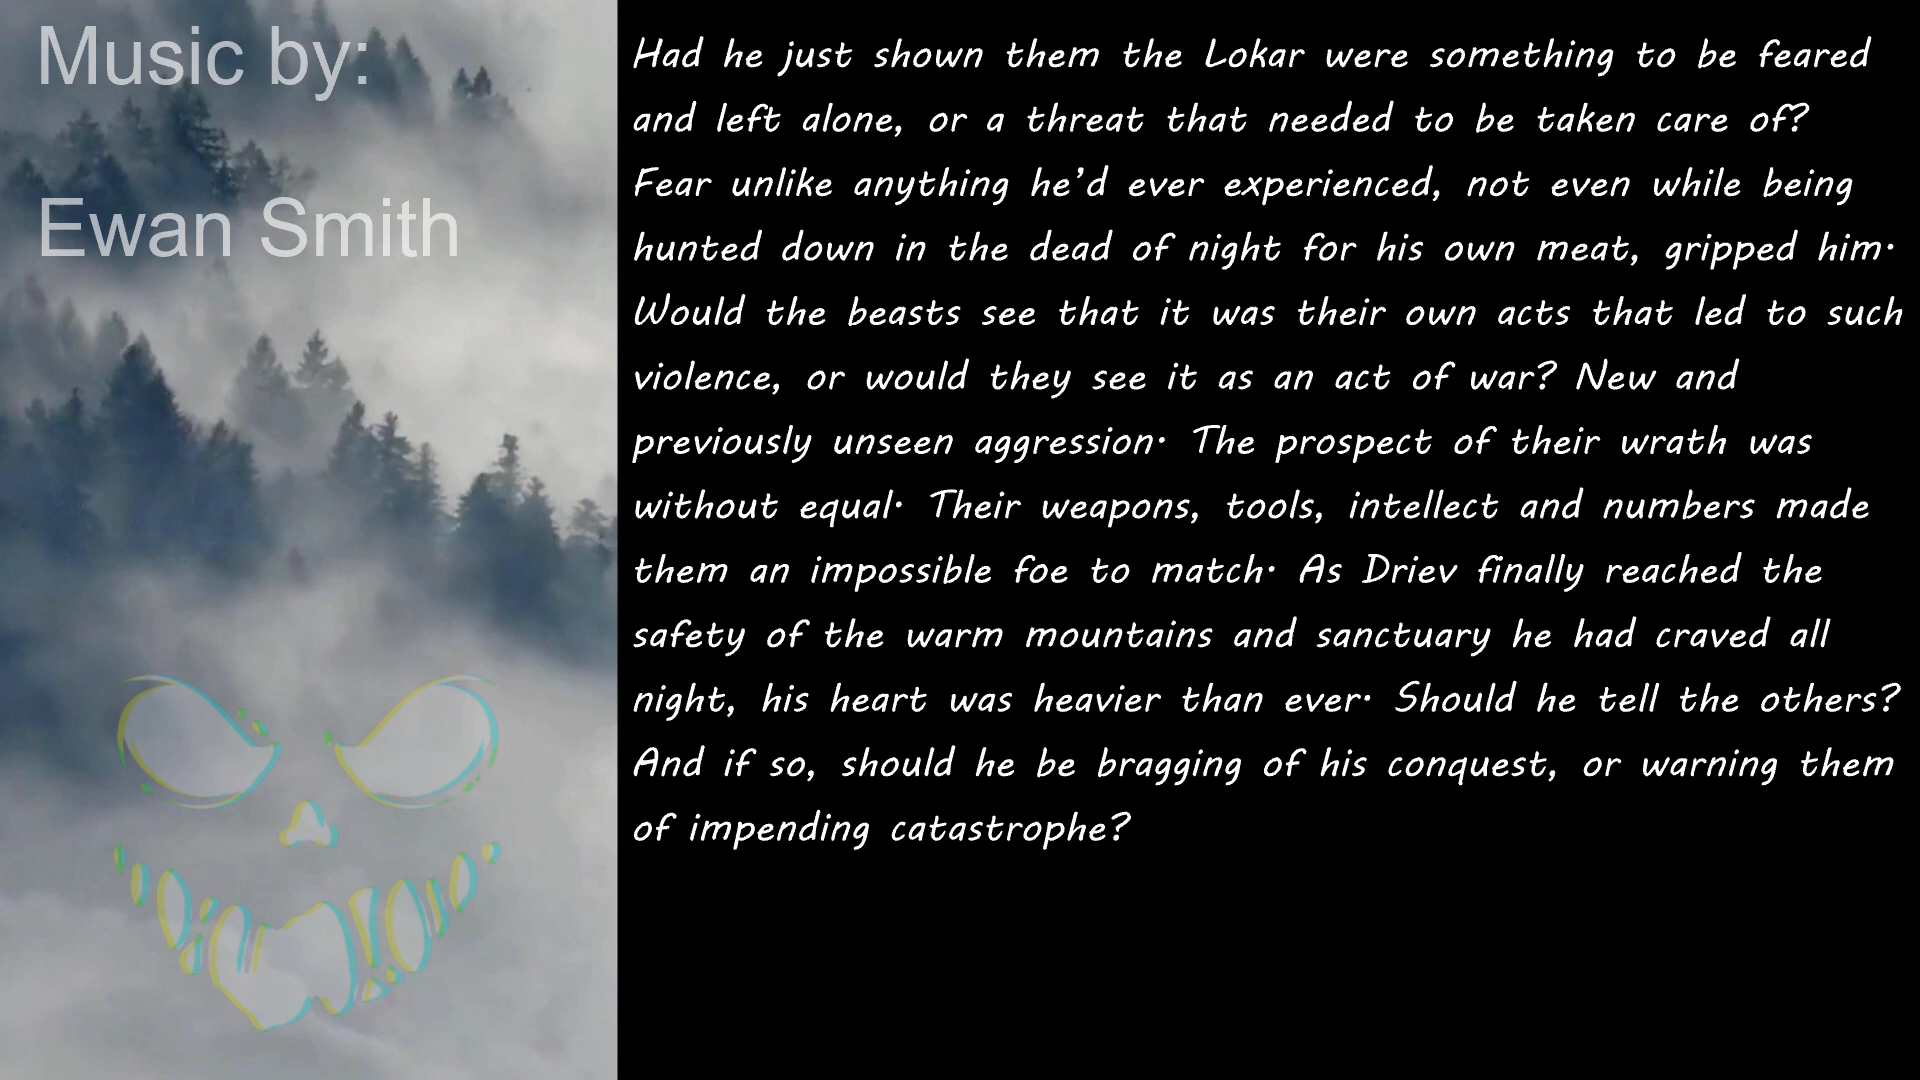 Music by:
Ewan Smith
Had he just shown them the Lokar were something to be feared
and left alone, or a threat that needed to be taken care of?
Fear unlike anything he’d ever experienced, not even while being
hunted down in the dead of night for his own meat, gripped him.
Would the beasts see that it was their own acts that led to such
violence, or would they see it as an act of war? New and
previously unseen aggression. The prospect of their wrath was
without equal. Their weapons, tools, intellect and numbers made
them an impossible foe to match. As Driev finally reached the
safety of the warm mountains and sanctuary he had craved all
night, his heart was heavier than ever. Should he tell the others?
And if so, should he be bragging of his conquest, or warning them
of impending catastrophe?